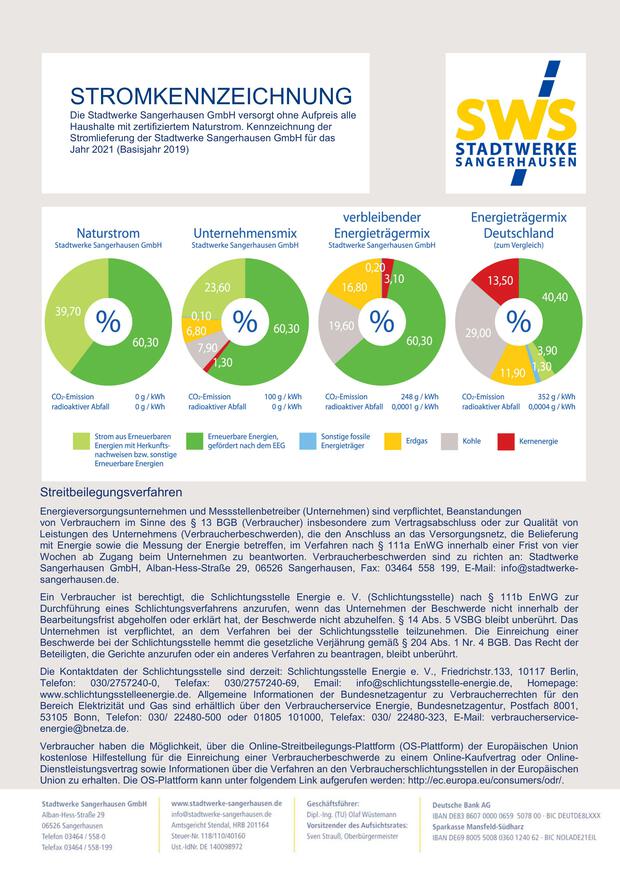 STROMKENNZEICHNUNG
Die Stadtwerke Sangerhausen GmbH versorgt ohne Aufpreis alle
Haushalte mit zertifiziertem Naturstrom. Kennzeichnung der
Stromlieferung der Stadtwerke Sangerhausen GmbH für das
Jahr 2021 (Basisjahr 2019)
SWS
STADTWERKE
SANGERHAUSEN
Naturstrom
Stadtwerke Sangerhausen GmbH
39,70
%
60,30
CO₂-Emission 0 g / kWh
radioaktiver Abfall 0 g / kWh
Unternehmensmix
Stadtwerke Sangerhausen GmbH
23,60
0,10
6,80
7,90
1,30
%
60,30
CO₂-Emission 100 g / kWh
radioaktiver Abfall 0 g / kWh
verbleibender
Energieträgermix
Stadtwerke Sangerhausen GmbH
0,20
3,10
16,80
19,60
%
60,30
CO₂-Emission 248 g / kWh
radioaktiver Abfall 0,0001 g / kWh
Energieträgermix
Deutschland
(zum Vergleich)
13,50
40,40
29,00
%
3,90
1,30
11,90
CO₂-Emission 352 g / kWh
radioaktiver Abfall 0,0004 g / kWh
Strom aus Erneuerbaren
Energien mit Herkunfts-
nachweisen bzw. sonstige
Erneuerbare Energien
Erneuerbare Energien,
gefördert nach dem EEG
Sonstige fossile
Energieträger
Erdgas
Kohle
Kernenergie
Streitbeilegungsverfahren
Energieversorgungsunternehmen und Messstellenbetreiber (Unternehmen) sind verpflichtet, Beanstandungen
von Verbrauchern im Sinne des § 13 BGB (Verbraucher) insbesondere zum Vertragsabschluss oder zur Qualität von
Leistungen des Unternehmens (Verbraucherbeschwerden), die den Anschluss an das Versorgungsnetz, die Belieferung
mit Energie sowie die Messung der Energie betreffen, im Verfahren nach § 111a EnWG innerhalb einer Frist von vier
Wochen ab Zugang beim Unternehmen zu beantworten. Verbraucherbeschwerden sind zu richten an: Stadtwerke
Sangerhausen GmbH, Alban-Hess-Straße 29, 06526 Sangerhausen, Fax: 03464 558 199, E-Mail: info@stadtwerke-
sangerhausen.de.
Ein Verbraucher ist berechtigt, die Schlichtungsstelle Energie e. V. (Schlichtungsstelle) nach § 111b EnWG zur
Durchführung eines Schlichtungsverfahrens anzurufen, wenn das Unternehmen der Beschwerde nicht innerhalb der
Bearbeitungsfrist abgeholfen oder erklärt hat, der Beschwerde nicht abzuhelfen. § 14 Abs. 5 VSBG bleibt unberührt. Das
Unternehmen ist verpflichtet, an dem Verfahren bei der Schlichtungsstelle teilzunehmen. Die Einreichung einer
Beschwerde bei der Schlichtungsstelle hemmt die gesetzliche Verjährung gemäß § 204 Abs. 1 Nr. 4 BGB. Das Recht der
Beteiligten, die Gerichte anzurufen oder ein anderes Verfahren zu beantragen, bleibt unberührt.
Die Kontaktdaten der Schlichtungsstelle sind derzeit: Schlichtungsstelle Energie e. V., Friedrichstr.133, 10117 Berlin,
Telefon: 030/2757240-0, Telefax: 030/2757240-69, Email: info@schlichtungsstelle-energie.de, Homepage:
www.schlichtungsstelleenergie.de. Allgemeine Informationen der Bundesnetzagentur zu Verbraucherrechten für den
Bereich Elektrizität und Gas sind erhältlich über den Verbraucherservice Energie, Bundesnetzagentur, Postfach 8001,
53105 Bonn, Telefon: 030/ 22480-500 oder 01805 101000, Telefax: 030/ 22480-323, E-Mail: verbraucherservice-
energie@bnetza.de.
Verbraucher haben die Möglichkeit, über die Online-Streitbeilegungs-Plattform (OS-Plattform) der Europäischen Union
kostenlose Hilfestellung für die Einreichung einer Verbraucherbeschwerde zu einem Online-Kaufvertrag oder Online-
Dienstleistungsvertrag sowie Informationen über die Verfahren an den Verbraucherschlichtungsstellen in der Europäischen
Union zu erhalten. Die OS-Plattform kann unter folgendem Link aufgerufen werden: http://ec.europa.eu/consumers/odr/.
Stadtwerke Sangerhausen GmbH
Alban-Hess-Straße 29
06526 Sangerhausen
Telefon 03464 / 558-0
Telefax 03464 / 558-199
www.stadtwerke-sangerhausen.de
info@stadtwerke-sangerhausen.de
Amtsgericht Stendal, HRB 201164
Steuer-Nr. 118/110/40160
Ust.-IdNr. DE 140098972
Geschäftsführer:
Dipl.-Ing. (TU) Olaf Wüstemann
Vorsitzender des Aufsichtsrates:
Sven Strauß, Oberbürgermeister
Deutsche Bank AG
IBAN DE83 8607 0000 0659 5078 00 · BIC DEUTDE8LXXX
Sparkasse Mansfeld-Südharz
IBAN DE69 8005 5008 0360 1240 62 · BIC NOLADE21EIL